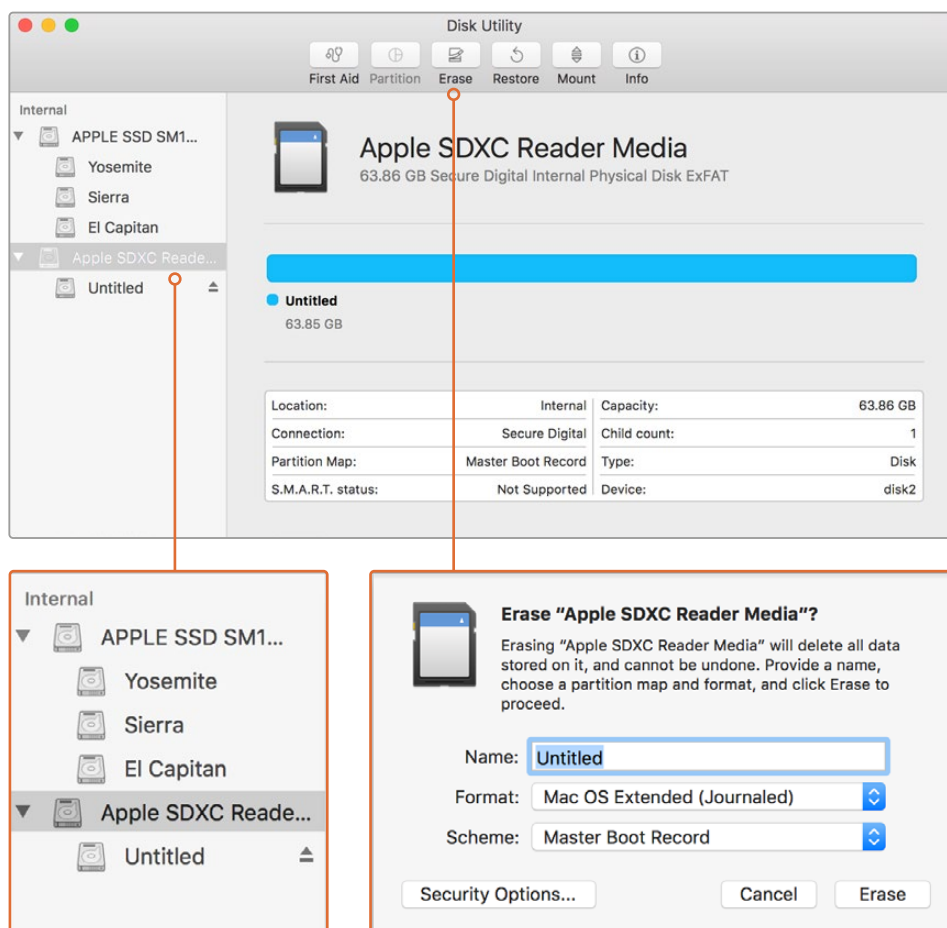 Disk Utility
First Aid Partition Erase Restore Mount Info
Internal
APPLE SSD SM1...
Yosemite
Sierra
El Capitan
Apple SDXC Reade...
Untitled
Apple SDXC Reader Media
63.86 GB Secure Digital Internal Physical Disk ExFAT
Untitled
63.85 GB
Location: Internal Capacity: 63.86 GB
Connection: Secure Digital Child count: 1
Partition Map: Master Boot Record Type: Disk
S.M.A.R.T. status: Not Supported Device: disk2
Internal
APPLE SSD SM1...
Yosemite
Sierra
El Capitan
Apple SDXC Reade...
Untitled
Erase “Apple SDXC Reader Media”?
Erasing “Apple SDXC Reader Media” will delete all data
stored on it, and cannot be undone. Provide a name,
choose a partition map and format, and click Erase to
proceed.
Name: Untitled
Format: Mac OS Extended (Journaled)
Scheme: Master Boot Record
Security Options... Cancel Erase